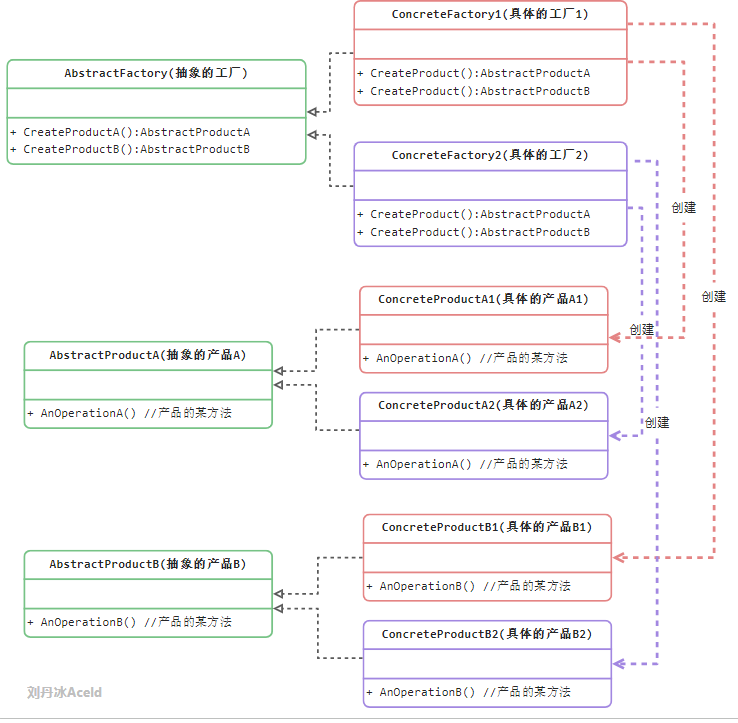 ConcreteFactory1(具体的工厂1)
+ CreateProduct():AbstractProductA
+ CreateProduct():AbstractProductB
AbstractFactory(抽象的工厂)
+ CreateProductA():AbstractProductA
+ CreateProductB():AbstractProductB
ConcreteFactory2(具体的工厂2)
+ CreateProduct():AbstractProductA
+ CreateProduct():AbstractProductB
创建
创建
创建
创建
ConcreteProductA1(具体的产品A1)
+ AnOperationA() //产品的某方法
AbstractProductA(抽象的产品A)
+ AnOperationA() //产品的某方法
ConcreteProductA2(具体的产品A2)
+ AnOperationA() //产品的某方法
ConcreteProductB1(具体的产品B1)
+ AnOperationB() //产品的某方法
AbstractProductB(抽象的产品B)
+ AnOperationB() //产品的某方法
ConcreteProductB2(具体的产品B2)
+ AnOperationB() //产品的某方法
刘丹冰Aceld